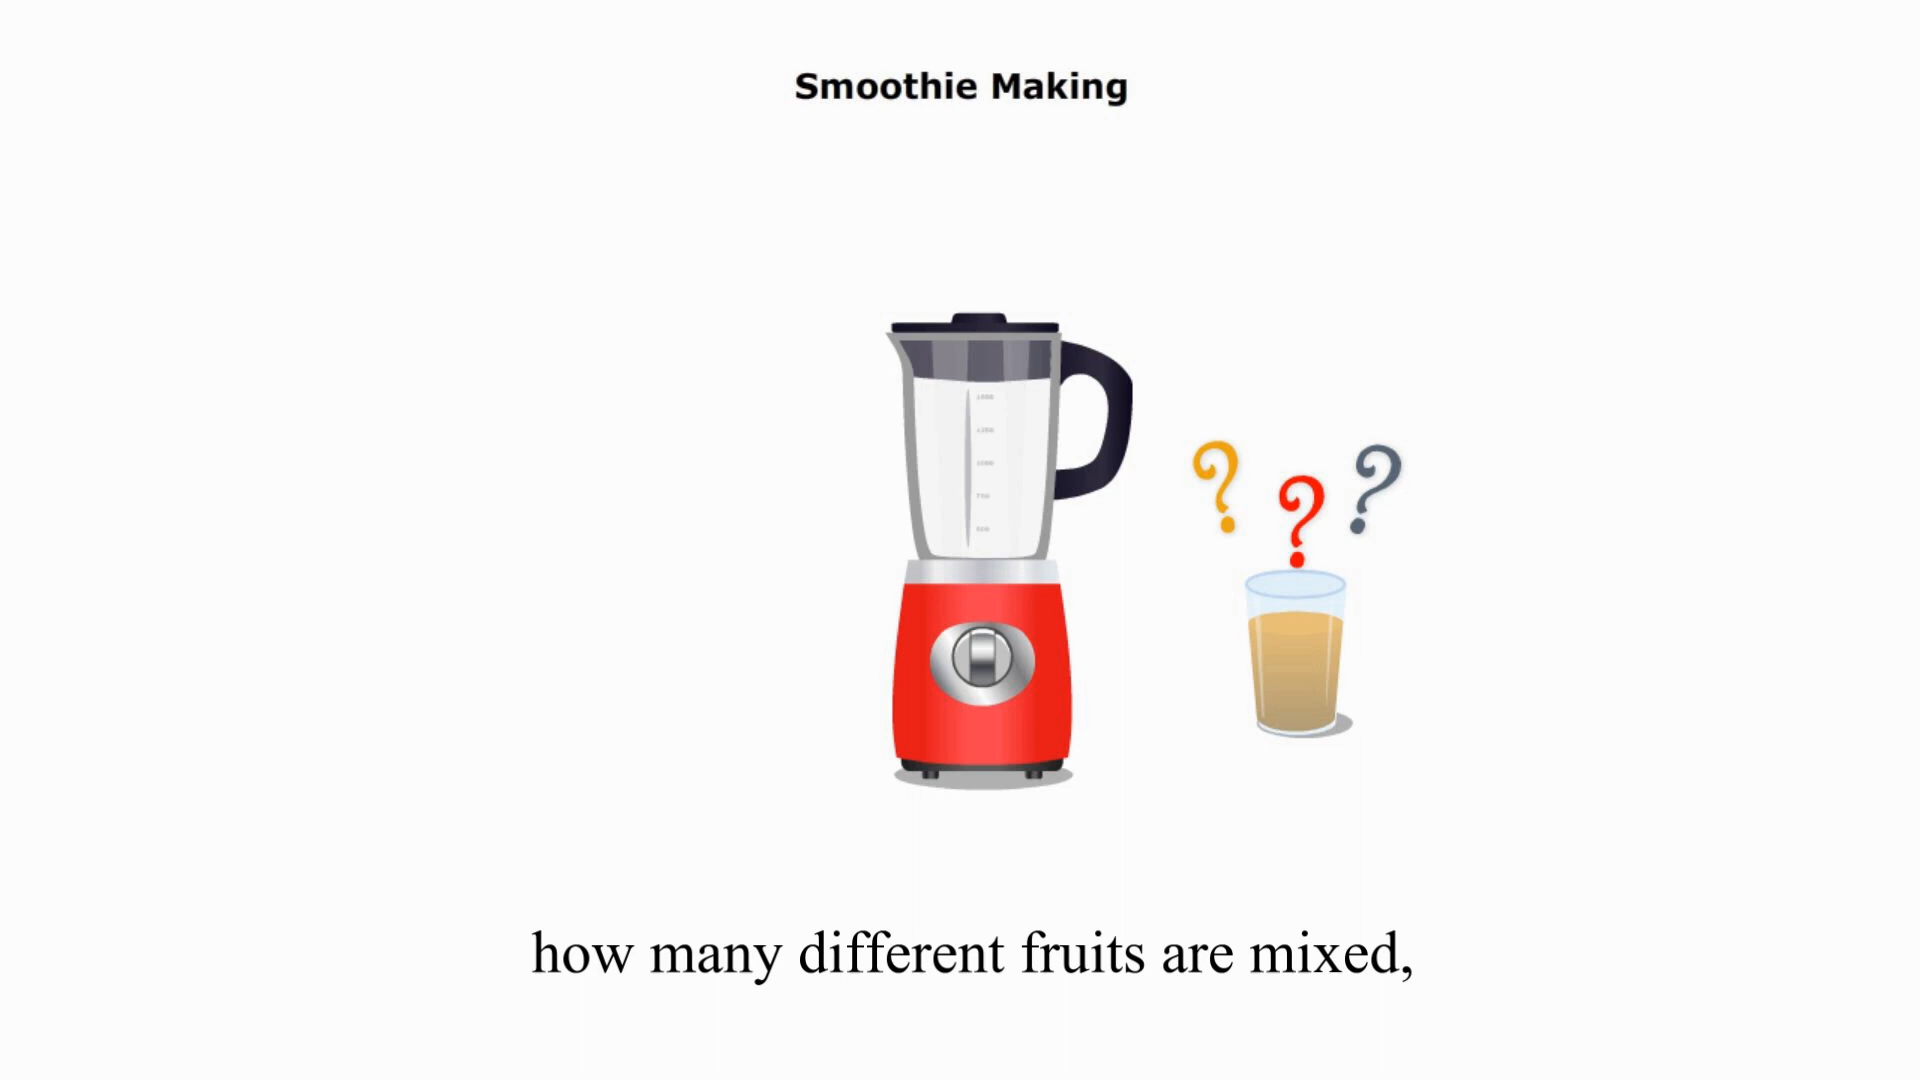 Smoothie Making
? ? ?
how many different fruits are mixed,